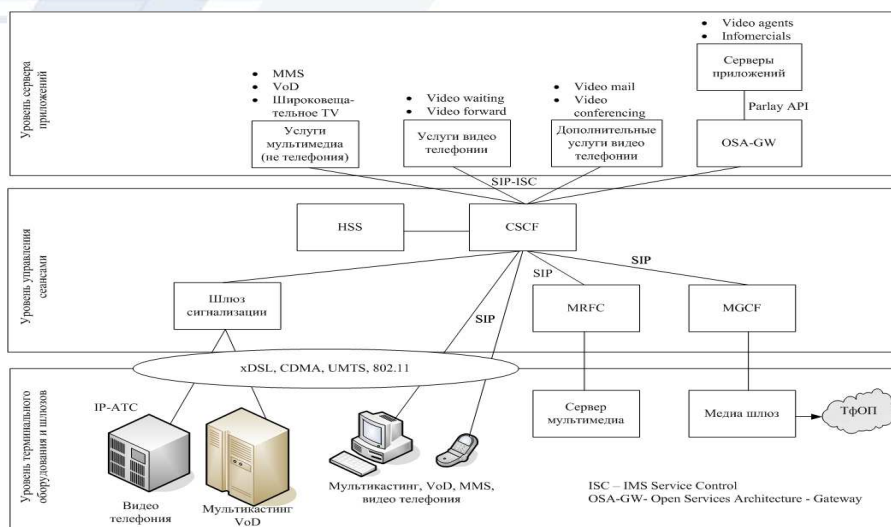 Уровень сервера
приложений
• MMS
• VoD
• Широковеща-
тельное TV
Услуги
мультимедиа
(не телефония)
• Video waiting
• Video forward
Услуги видео
телефонии
• Video mail
• Video
conferencing
Дополнительные
услуги видео
телефонии
• Video agents
• Infomercials
Серверы
приложений
Parlay API
OSA-GW
SIP-ISC
Уровень управления
сеансами
HSS
CSCF
SIP
SIP
SIP
Шлюз
сигнализации
MRFC
MGCF
xDSL, CDMA, UMTS, 802.11
Уровень терминального
оборудования и шлюзов
IP-АТС
Видео
телефония
Мультикастинг
VoD
Мультикастинг, VoD, MMS,
видео телефония
Сервер
мультимедиа
Медиа шлюз
ТфОП
ISC – IMS Service Control
OSA-GW- Open Services Architecture - Gateway